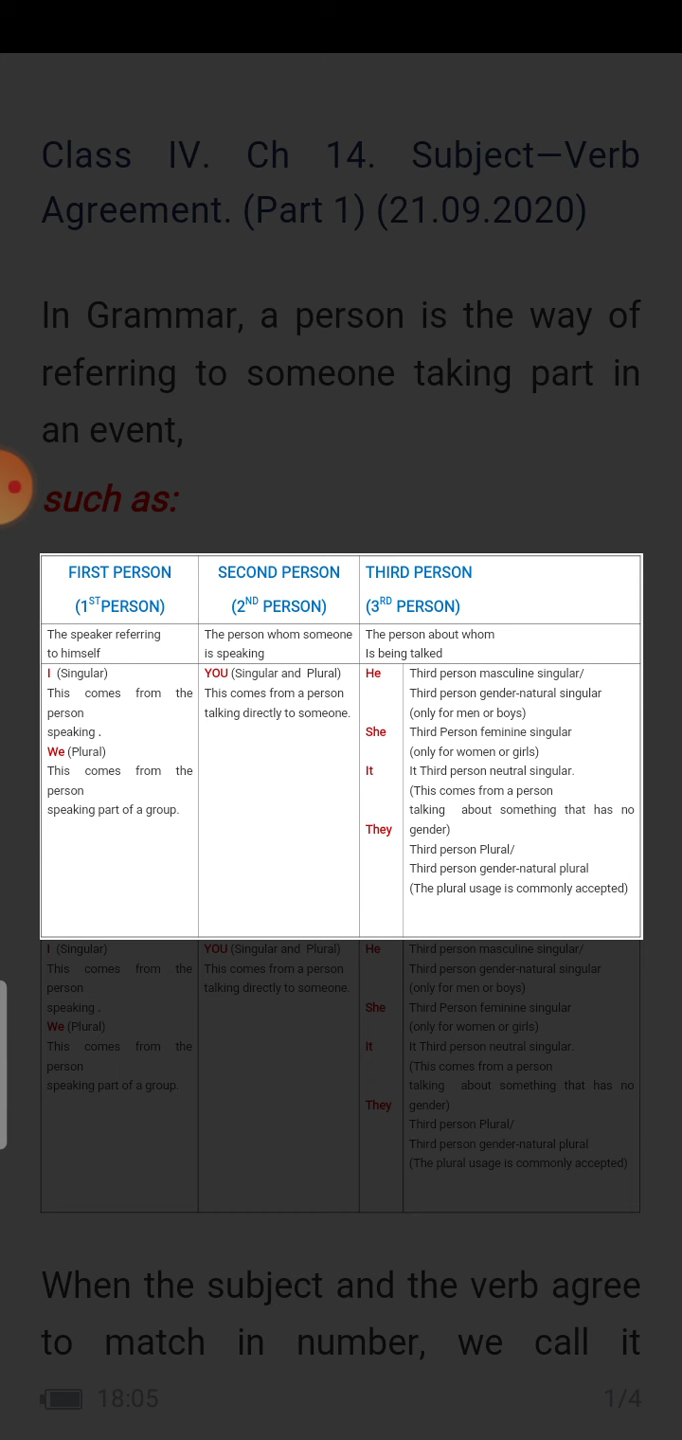 Class IV. Ch 14. Subject—Verb
Agreement. (Part 1) (21.09.2020)
In Grammar, a person is the way of
referring to someone taking part in
an event,
such as:
FIRST PERSON
(1STPERSON)
SECOND PERSON
(2ND PERSON)
THIRD PERSON
(3RD PERSON)
The speaker referring
to himself
The person whom someone
is speaking
The person about whom
Is being talked
I (Singular)
This comes from the
person
speaking .
We (Plural)
This comes from the
person
speaking part of a group.
YOU (Singular and Plural)
This comes from a person
talking directly to someone.
He
Third person masculine singular/
Third person gender-natural singular
(only for men or boys)
She
Third Person feminine singular
(only for women or girls)
It
It Third person neutral singular.
(This comes from a person
talking about something that has no
They
gender)
Third person Plural/
Third person gender-natural plural
(The plural usage is commonly accepted)
I (Singular)
This comes from the
person
speaking .
We (Plural)
This comes from the
person
speaking part of a group.
YOU (Singular and Plural)
This comes from a person
talking directly to someone.
He
Third person masculine singular/
Third person gender-natural singular
(only for men or boys)
She
Third Person feminine singular
(only for women or girls)
It
It Third person neutral singular.
(This comes from a person
talking about something that has no
They
gender)
Third person Plural/
Third person gender-natural plural
(The plural usage is commonly accepted)
When the subject and the verb agree
to match in number, we call it
18:05
1/4